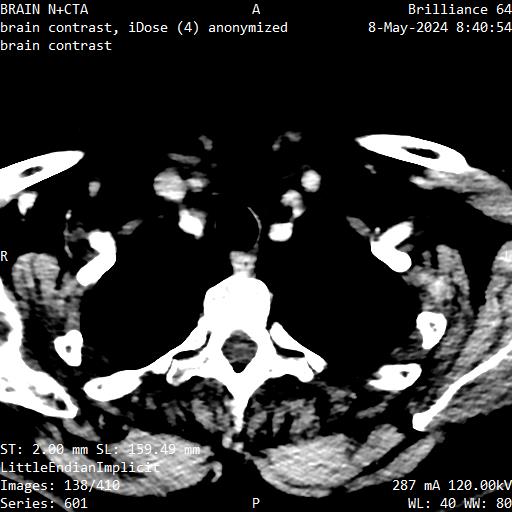 BRAIN N+CTA
A
Brilliance 64
brain contrast, iDose (4) anonymized
8-May-2024 8:40:54
brain contrast
R
ST: 2.00 mm SL: 159.49 mm
LittleEndianImplicit
Images: 138/410
287 mA 120.00kV
Series: 601
P
WL: 40 WW: 80